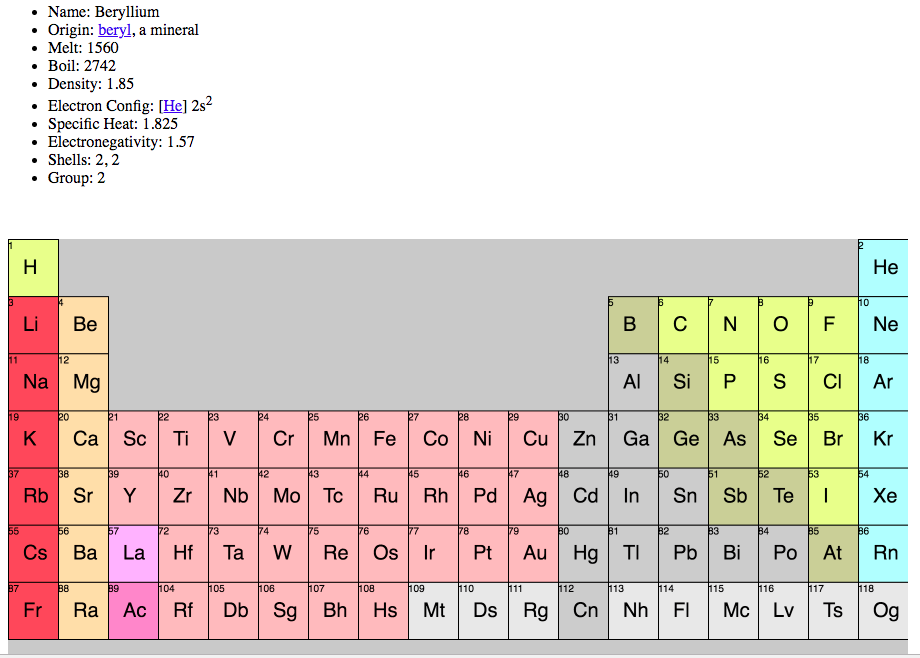 Name: Beryllium
Origin: beryl, a mineral
Melt: 1560
Boil: 2742
Density: 1.85
Electron Config: [He] 2s²
Specific Heat: 1.825
Electronegativity: 1.57
Shells: 2, 2
Group: 2
1 2
H He
3 4 5 6 7 8 9 10
Li Be B C N O F Ne
11 12 13 14 15 16 17 18
Na Mg Al Si P S Cl Ar
19 20 21 22 23 24 25 26 27 28 29 30 31 32 33 34 35 36
K Ca Sc Ti V Cr Mn Fe Co Ni Cu Zn Ga Ge As Se Br Kr
37 38 39 40 41 42 43 44 45 46 47 48 49 50 51 52 53 54
Rb Sr Y Zr Nb Mo Tc Ru Rh Pd Ag Cd In Sn Sb Te I Xe
55 56 57 72 73 74 75 76 77 78 79 80 81 82 83 84 85 86
Cs Ba La Hf Ta W Re Os Ir Pt Au Hg Tl Pb Bi Po At Rn
87 88 89 104 105 106 107 108 109 110 111 112 113 114 115 116 117 118
Fr Ra Ac Rf Db Sg Bh Hs Mt Ds Rg Cn Nh Fl Mc Lv Ts Og